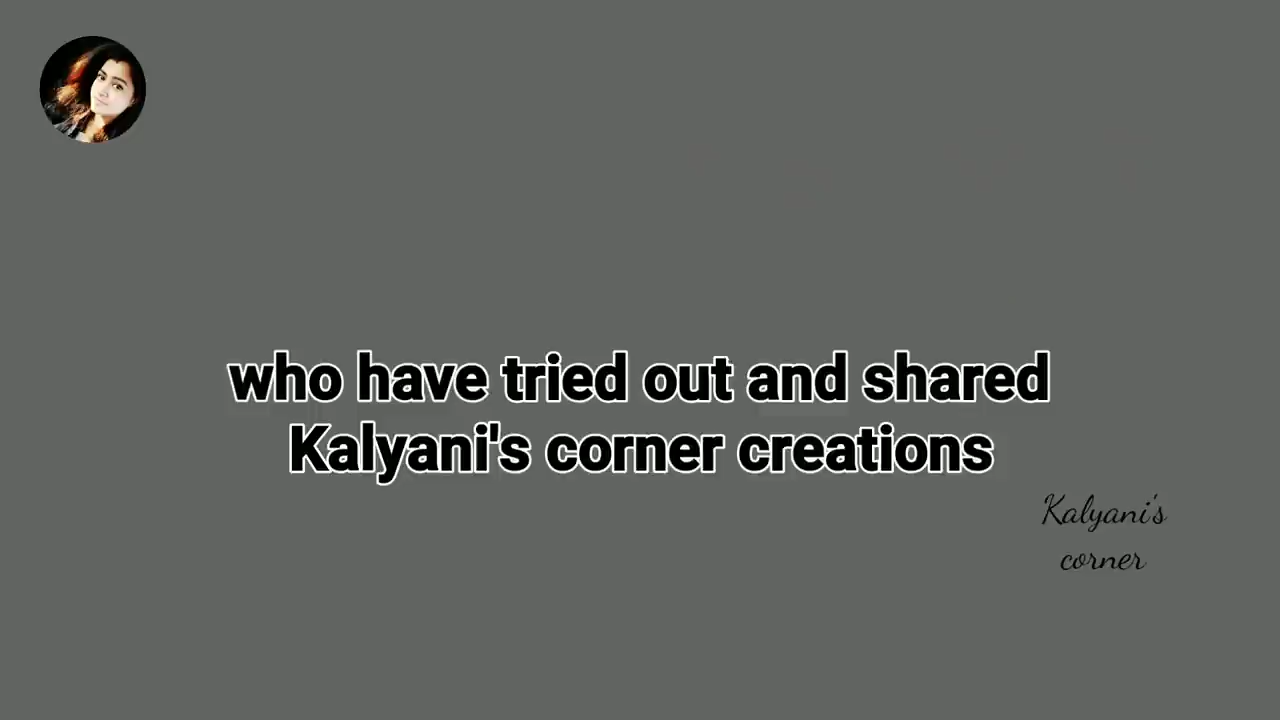 who have tried out and shared
Kalyani's corner creations
Kalyani's
corner